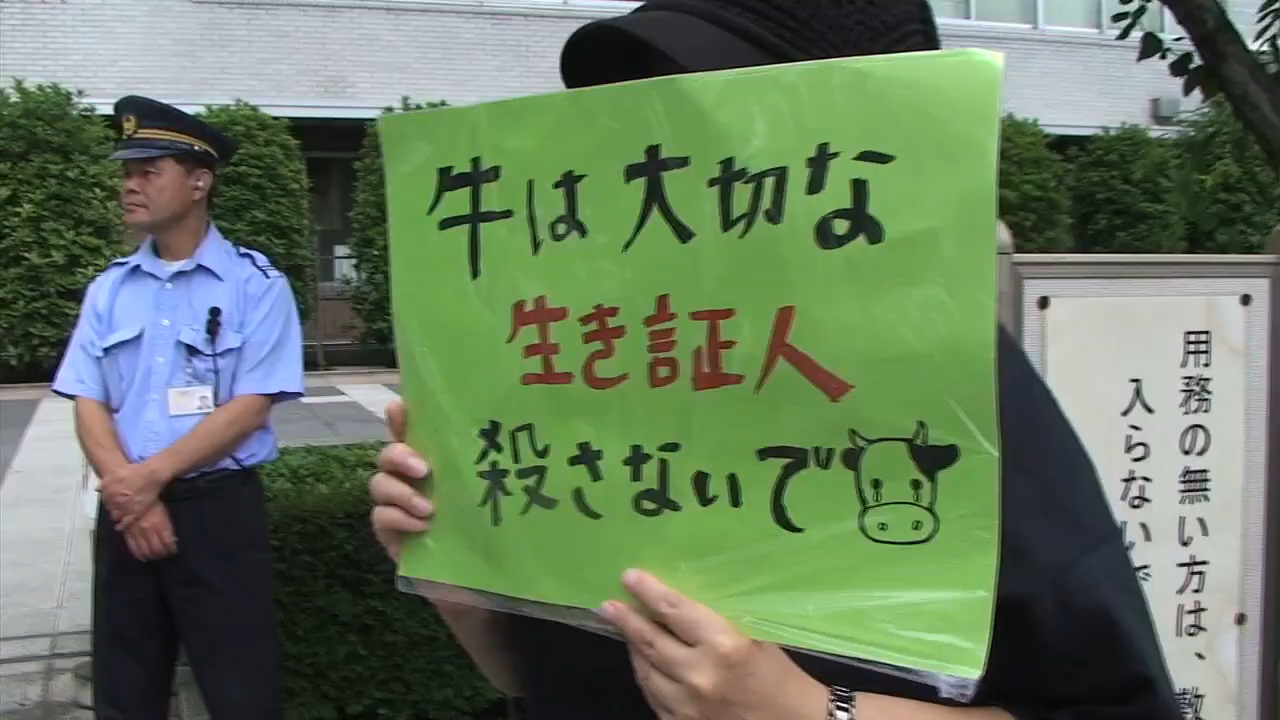 牛は大切な
生き証人
殺さないで
用務の無い方は、
入らないで